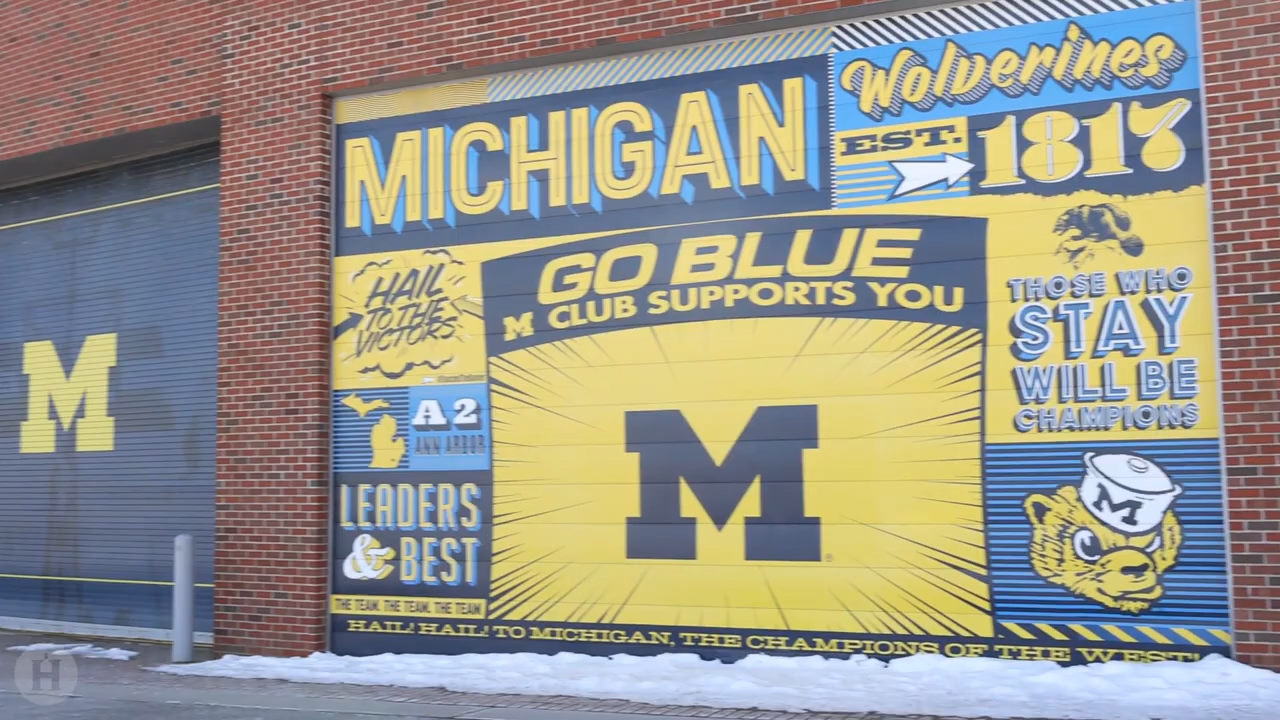 MICHIGAN
Wolverines
EST. 1817
HAIL
TO THE
VICTORS
GO BLUE
M CLUB SUPPORTS YOU
THOSE WHO
STAY
WILL BE
CHAMPIONS
A2
ANN ARBOR
M
M
M
LEADERS
& BEST
THE TEAM. THE TEAM. THE TEAM
HAIL! HAIL! TO MICHIGAN, THE CHAMPIONS OF THE WEST!
H